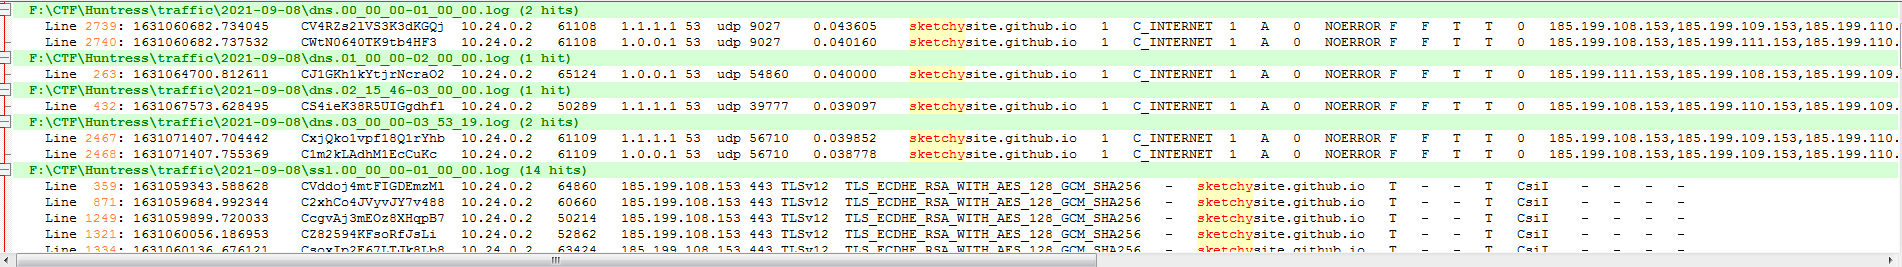 F:\CTF\Huntress\traffic\2021-09-08\dns.00_00_00-01_00_00.log (2 hits)
Line 2739: 1631060682.734045 CV4RZs2lVS3K3dKGQj 10.24.0.2 61108 1.1.1.1 53 udp 9027 0.043605 sketchysite.github.io 1 C_INTERNET 1 A 0 NOERROR F F T T 0 185.199.108.153,185.199.109.153,185.199.110.
Line 2740: 1631060682.737532 CWtN0640TK9tb4HF3 10.24.0.2 61108 1.0.0.1 53 udp 9027 0.040160 sketchysite.github.io 1 C_INTERNET 1 A 0 NOERROR F F T T 0 185.199.108.153,185.199.111.153,185.199.110.
F:\CTF\Huntress\traffic\2021-09-08\dns.01_00_00-02_00_00.log (1 hit)
Line 263: 1631064700.812611 CJ1GKh1kYtjrNcraO2 10.24.0.2 65124 1.0.0.1 53 udp 54860 0.040000 sketchysite.github.io 1 C_INTERNET 1 A 0 NOERROR F F T T 0 185.199.111.153,185.199.108.153,185.199.109.
F:\CTF\Huntress\traffic\2021-09-08\dns.02_15_46-03_00_00.log (1 hit)
Line 432: 1631067573.628495 CS4ieK38R5UIGgdhfl 10.24.0.2 50289 1.1.1.1 53 udp 39777 0.039097 sketchysite.github.io 1 C_INTERNET 1 A 0 NOERROR F F T T 0 185.199.108.153,185.199.110.153,185.199.109.
F:\CTF\Huntress\traffic\2021-09-08\dns.03_00_00-03_53_19.log (2 hits)
Line 2467: 1631071407.704442 CxjQko1vpf18Q1rYhb 10.24.0.2 61109 1.1.1.1 53 udp 56710 0.039852 sketchysite.github.io 1 C_INTERNET 1 A 0 NOERROR F F T T 0 185.199.108.153,185.199.109.153,185.199.110.
Line 2468: 1631071407.755369 C1m2kLAdhM1EcCuKc 10.24.0.2 61109 1.0.0.1 53 udp 56710 0.038778 sketchysite.github.io 1 C_INTERNET 1 A 0 NOERROR F F T T 0 185.199.108.153,185.199.109.153,185.199.110.
F:\CTF\Huntress\traffic\2021-09-08\ssl.00_00_00-01_00_00.log (14 hits)
Line 359: 1631059343.588628 CVddoj4mtFIGDEmzMl 10.24.0.2 64860 185.199.108.153 443 TLSv12 TLS_ECDHE_RSA_WITH_AES_128_GCM_SHA256 - sketchysite.github.io T - - T CsiI - - - -
Line 871: 1631059684.992344 C2xhCo4JVyvJY7v488 10.24.0.2 60660 185.199.108.153 443 TLSv12 TLS_ECDHE_RSA_WITH_AES_128_GCM_SHA256 - sketchysite.github.io T - - T CsiI - - - -
Line 1249: 1631059899.720033 CcgvAj3mEOz8XHqpB7 10.24.0.2 50214 185.199.108.153 443 TLSv12 TLS_ECDHE_RSA_WITH_AES_128_GCM_SHA256 - sketchysite.github.io T - - T CsiI - - - -
Line 1321: 1631060056.186953 CZ82594KFsoRfJsLi 10.24.0.2 52862 185.199.108.153 443 TLSv12 TLS_ECDHE_RSA_WITH_AES_128_GCM_SHA256 - sketchysite.github.io T - - T CsiI - - - -
Line 1334: 1631060136.676121 CsoxIp2E67LTJk8Lb8 10.24.0.2 63424 185.199.108.153 443 TLSv12 TLS_ECDHE_RSA_WITH_AES_128_GCM_SHA256 - sketchysite.github.io T - - T CsiI - - - -